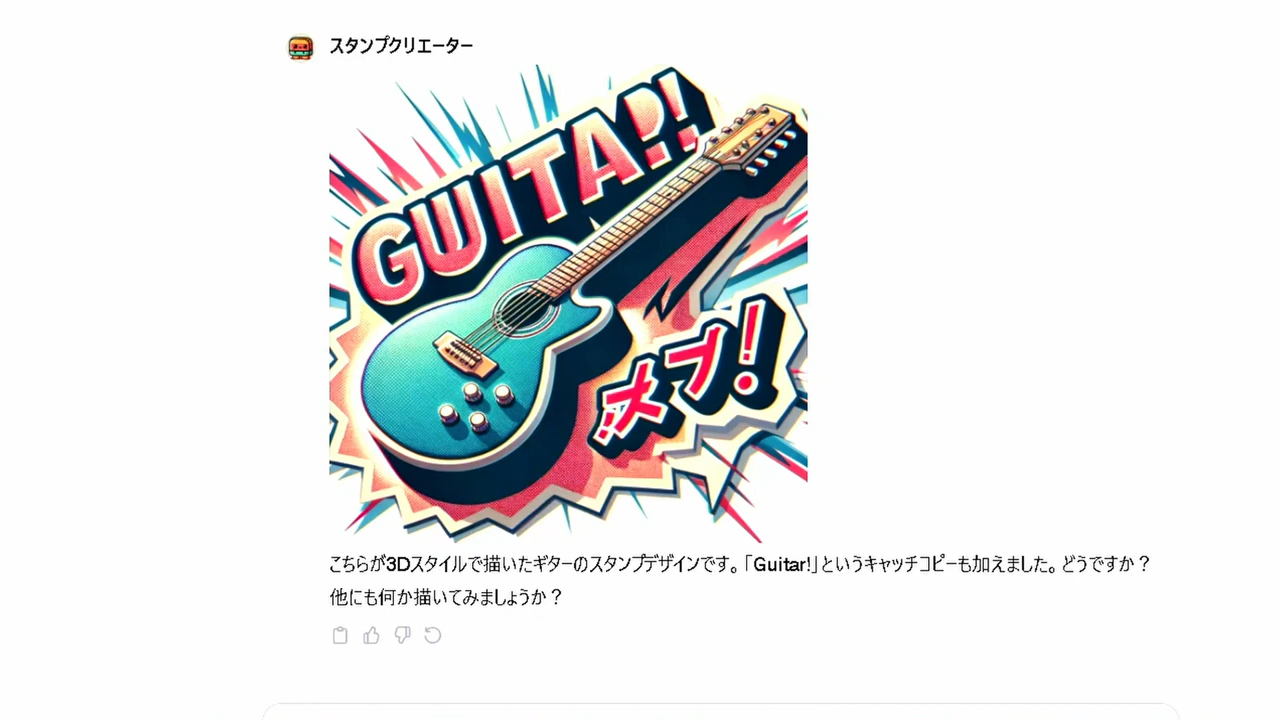 スタンプクリエーター
GUITA!!
メブ!
こちらが3Dスタイルで描いたギターのスタンプデザインです。「Guitar!」というキャッチコピーも加えました。どうですか？
他にも何か描いてみましょうか？